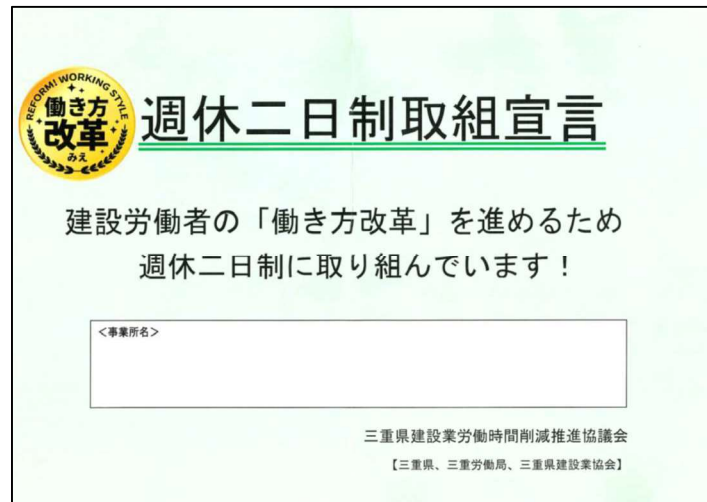 REFORM! WORKING STYLE
働き方
改革
みえ
週休二日制取組宣言
建設労働者の「働き方改革」を進めるため
週休二日制に取り組んでいます！
＜事業所名＞
三重県建設業労働時間削減推進協議会
【三重県、三重労働局、三重県建設業協会】